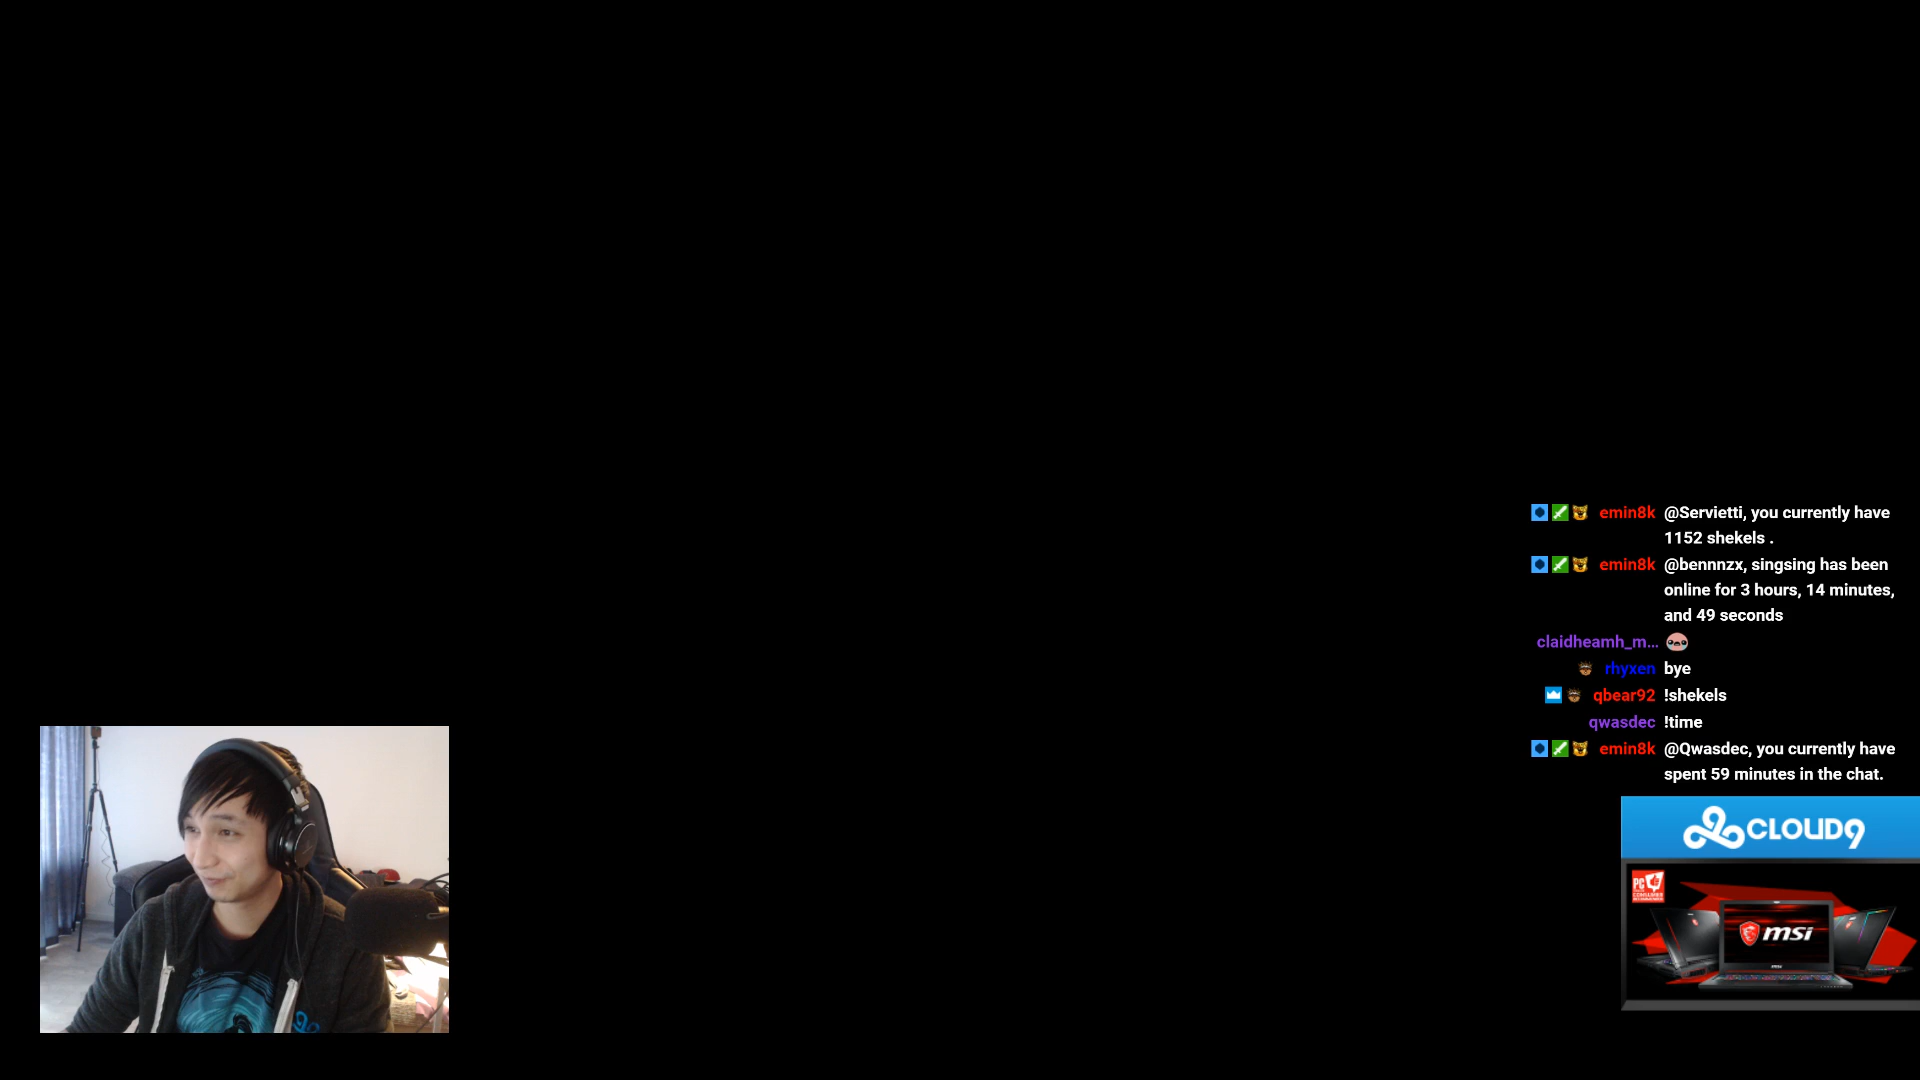 emin8k @Servietti, you currently have
1152 shekels .
emin8k @bennnzx, singsing has been
online for 3 hours, 14 minutes,
and 49 seconds
claidheamh_m...
rhyxen bye
qbear92 !shekels
qwasdec !time
emin8k @Qwasdec, you currently have
spent 59 minutes in the chat.
CLOUD9
PC
msi